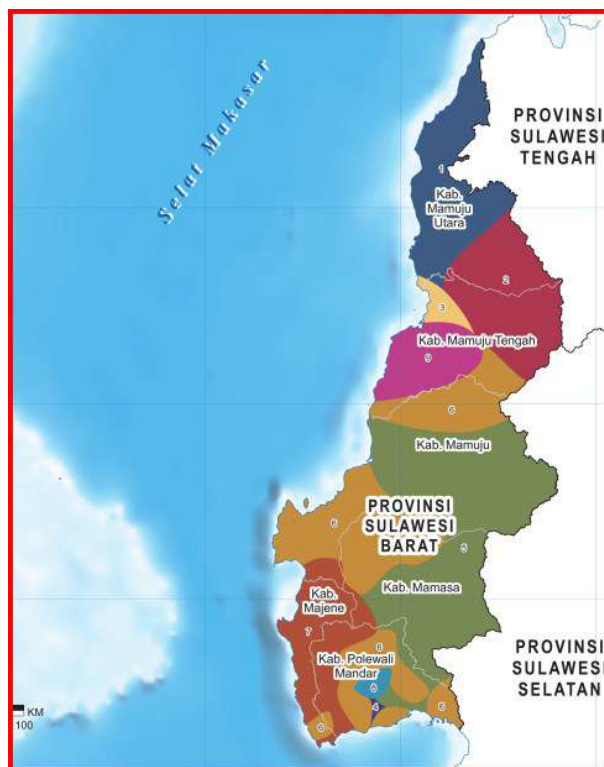 Selat Makasar
PROVINSI
SULAWESI
TENGAH
1
Kab.
Mamuju
Utara
2
3
Kab. Mamuju Tengah
9
6
Kab. Mamuju
6
PROVINSI
SULAWESI
BARAT
5
Kab. Mamasa
Kab.
Majene
7
6
Kab. Polewali
Mandar
4
6
6
PROVINSI
SULAWESI
SELATAN
KM
100